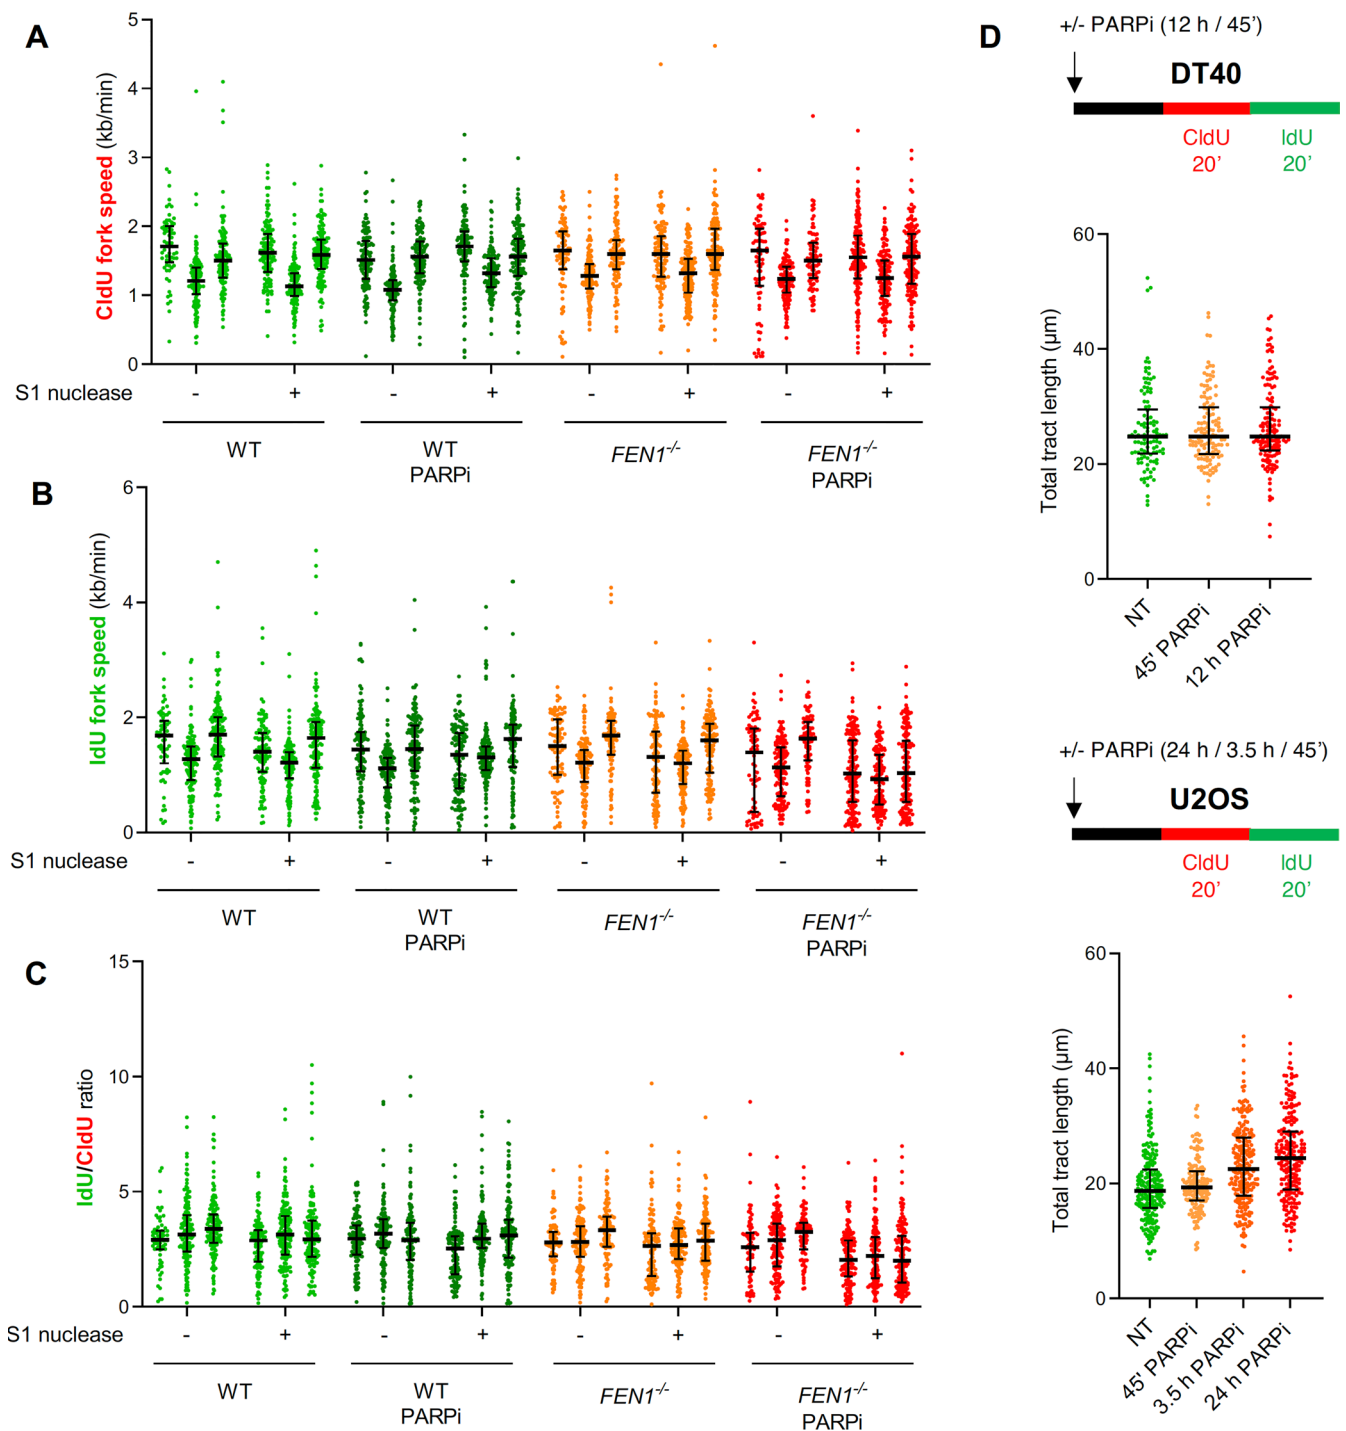 A
CldU fork speed (kb/min)
5
4
3
2
1
0
S1 nuclease - + - + - + - +
WT WT FEN1-/- FEN1-/-
PARPi PARPi
B
IdU fork speed (kb/min)
6
4
2
0
S1 nuclease - + - + - + - +
WT WT FEN1-/- FEN1-/-
PARPi PARPi
C
IdU/CldU ratio
15
10
5
0
S1 nuclease - + - + - + - +
WT WT FEN1-/- FEN1-/-
PARPi PARPi
D
+/- PARPi (12 h / 45')
DT40
CldU IdU
20' 20'
Total tract length (µm)
60
40
20
0
NT
45' PARPi
12 h PARPi
+/- PARPi (24 h / 3.5 h / 45')
U2OS
CldU IdU
20' 20'
Total tract length (µm)
60
40
20
0
NT
45' PARPi
3.5 h PARPi
24 h PARPi